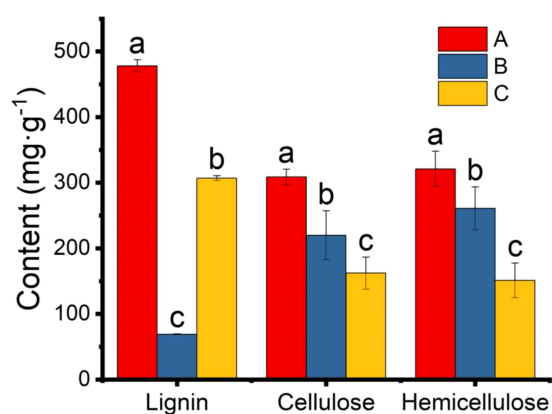 Content (mg·g⁻¹)
500
400
300
200
100
0
a
c
b
a
b
c
a
b
c
A
B
C
Lignin
Cellulose
Hemicellulose